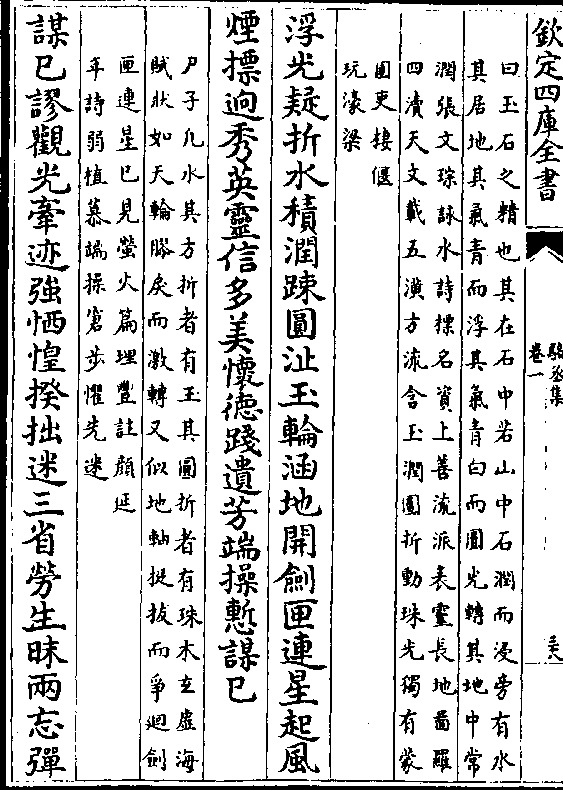 欽定四庫全書
駱丞集
卷一
曰玉石之精也其在石中若山中石潤而浸旁有水
其居地其氣青而浮其氣青白而圓光轉其地中常
潤張文琮詠水詩標名資上善流派表靈長地圖羅
四瀆天文載五潢方流含玉潤圓折動珠光獨有蒙
園吏棲偃
玩濠梁
浮光疑折水積潤疎圓沚玉輪涵地開劍匣連星起風
煙摽逈秀英靈信多美懷德踐遺芳端操慙謀已
尸子凡水其方折者有玉其圓折者有珠木玄虛海
賦狀如天輪膠戾而激轉又似地軸挺拔而爭廻劍
匣連星已見螢火篇埋豐註顔延
年詩弱植慕端操窘步懼先迷
謀已謬觀光牽迹強恓惶揆拙迷三省勞生昧兩忘彈